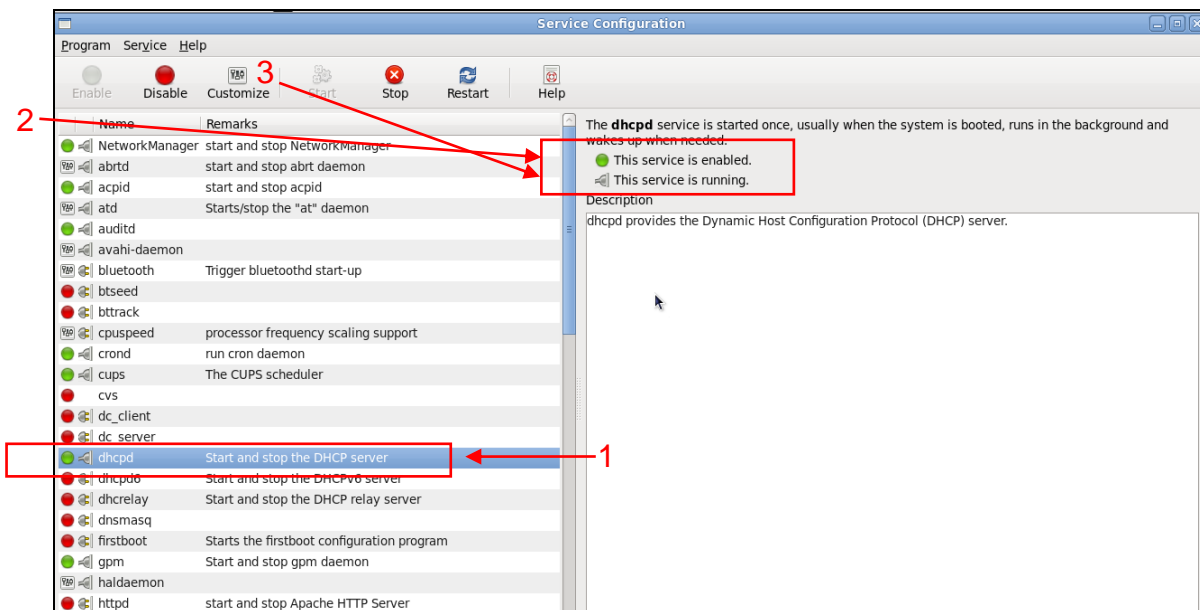 Service Configuration
Program Service Help
Enable Disable Customize Start Stop Restart Help
3
2
1
Name Remarks
NetworkManager start and stop NetworkManager
abrtd start and stop abrt daemon
acpid start and stop acpid
atd Starts/stop the "at" daemon
auditd
avahi-daemon
bluetooth Trigger bluetoothd start-up
btseed
bttrack
cpuspeed processor frequency scaling support
crond run cron daemon
cups The CUPS scheduler
cvs
dc_client
dc_server
dhcpd Start and stop the DHCP server
dhcpd6 Start and stop the DHCPv6 server
dhcrelay Start and stop the DHCP relay server
dnsmasq
firstboot Starts the firstboot configuration program
gpm Start and stop gpm daemon
haldaemon
httpd start and stop Apache HTTP Server
The dhcpd service is started once, usually when the system is booted, runs in the background and
wakes up when needed.
This service is enabled.
This service is running.
Description
dhcpd provides the Dynamic Host Configuration Protocol (DHCP) server.